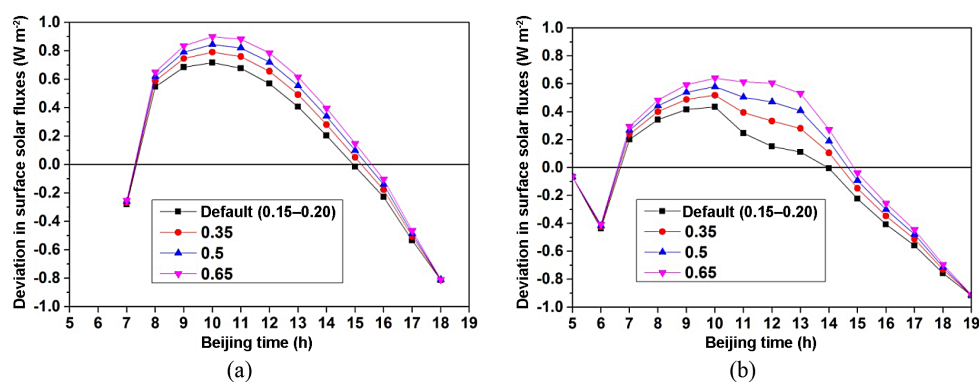 (a)
Deviation in surface solar fluxes (W m⁻²)
1.0
0.8
0.6
0.4
0.2
0.0
-0.2
-0.4
-0.6
-0.8
-1.0
Default (0.15–0.20)
0.35
0.5
0.65
5 6 7 8 9 10 11 12 13 14 15 16 17 18 19
Beijing time (h)
(a)
(b)
Deviation in surface solar fluxes (W m⁻²)
1.0
0.8
0.6
0.4
0.2
0.0
-0.2
-0.4
-0.6
-0.8
-1.0
Default (0.15–0.20)
0.35
0.5
0.65
5 6 7 8 9 10 11 12 13 14 15 16 17 18 19
Beijing time (h)
(b)